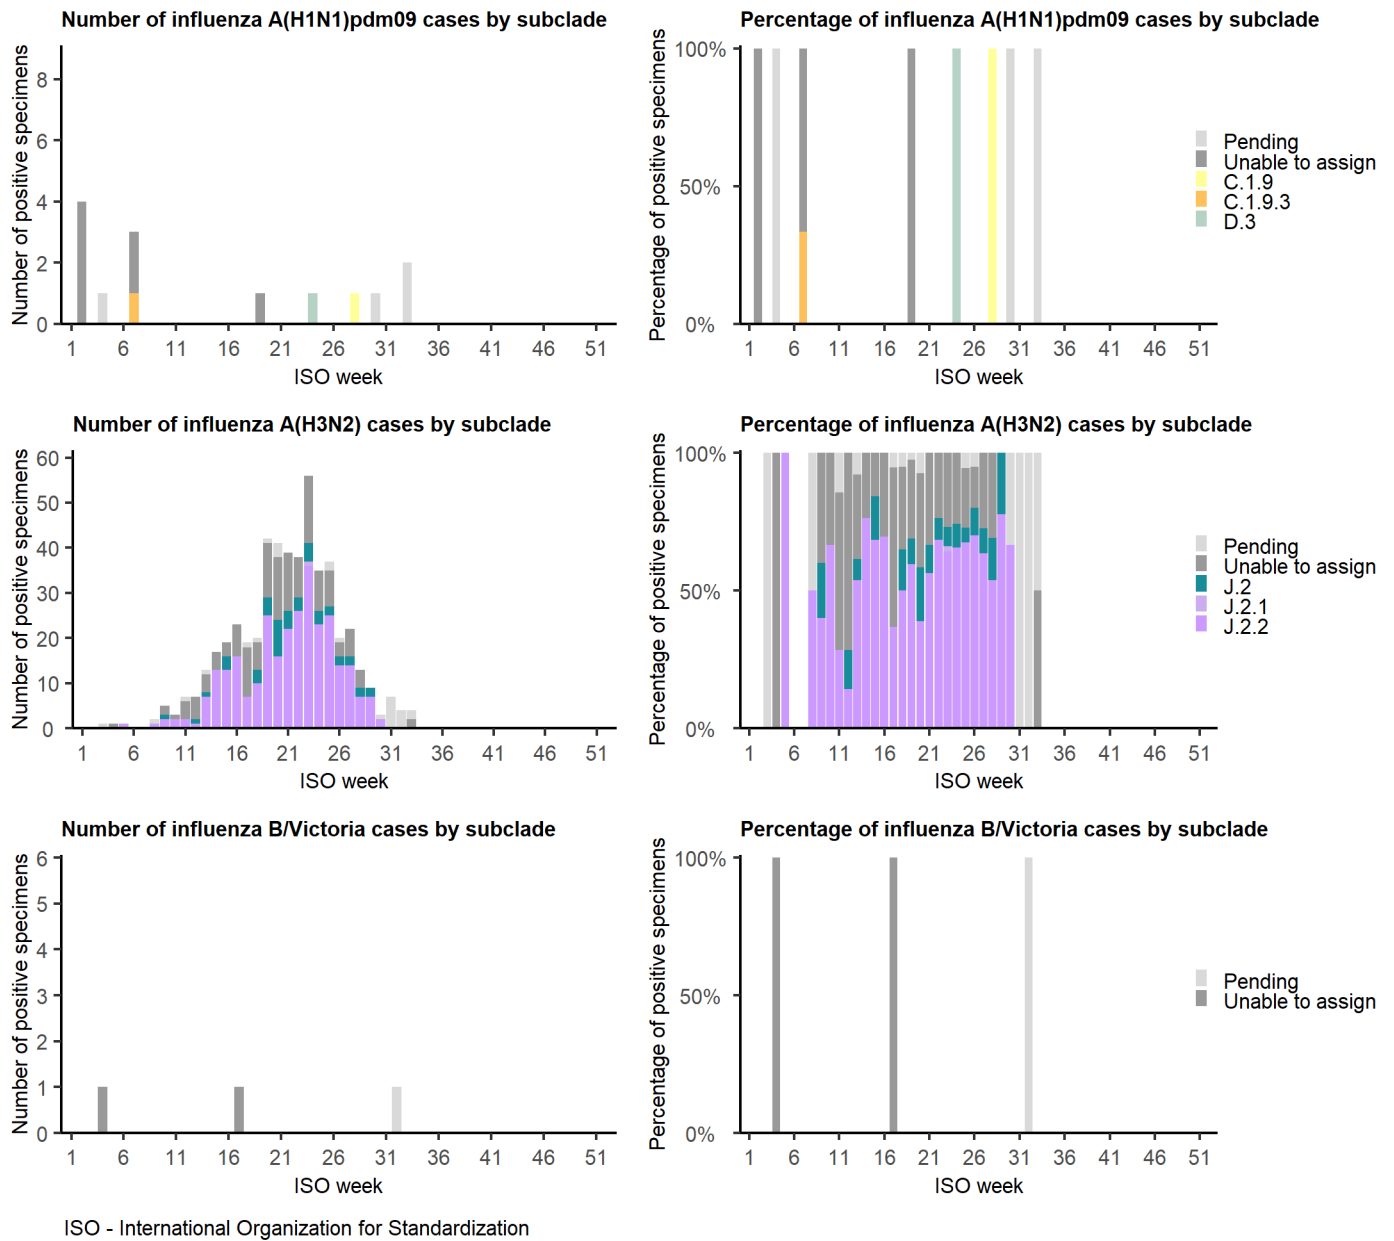 Number of influenza A(H1N1)pdm09 cases by subclade
Number of positive specimens
8
6
4
2
0
1 6 11 16 21 26 31 36 41 46 51
ISO week
Percentage of influenza A(H1N1)pdm09 cases by subclade
Percentage of positive specimens
100%
50%
0%
1 6 11 16 21 26 31 36 41 46 51
ISO week
Pending
Unable to assign
C.1.9
C.1.9.3
D.3
Number of influenza A(H3N2) cases by subclade
Number of positive specimens
60
50
40
30
20
10
0
1 6 11 16 21 26 31 36 41 46 51
ISO week
Percentage of influenza A(H3N2) cases by subclade
Percentage of positive specimens
100%
50%
0%
1 6 11 16 21 26 31 36 41 46 51
ISO week
Pending
Unable to assign
J.2
J.2.1
J.2.2
Number of influenza B/Victoria cases by subclade
Number of positive specimens
6
5
4
3
2
1
0
1 6 11 16 21 26 31 36 41 46 51
ISO week
Percentage of influenza B/Victoria cases by subclade
Percentage of positive specimens
100%
50%
0%
1 6 11 16 21 26 31 36 41 46 51
ISO week
Pending
Unable to assign
ISO - International Organization for Standardization